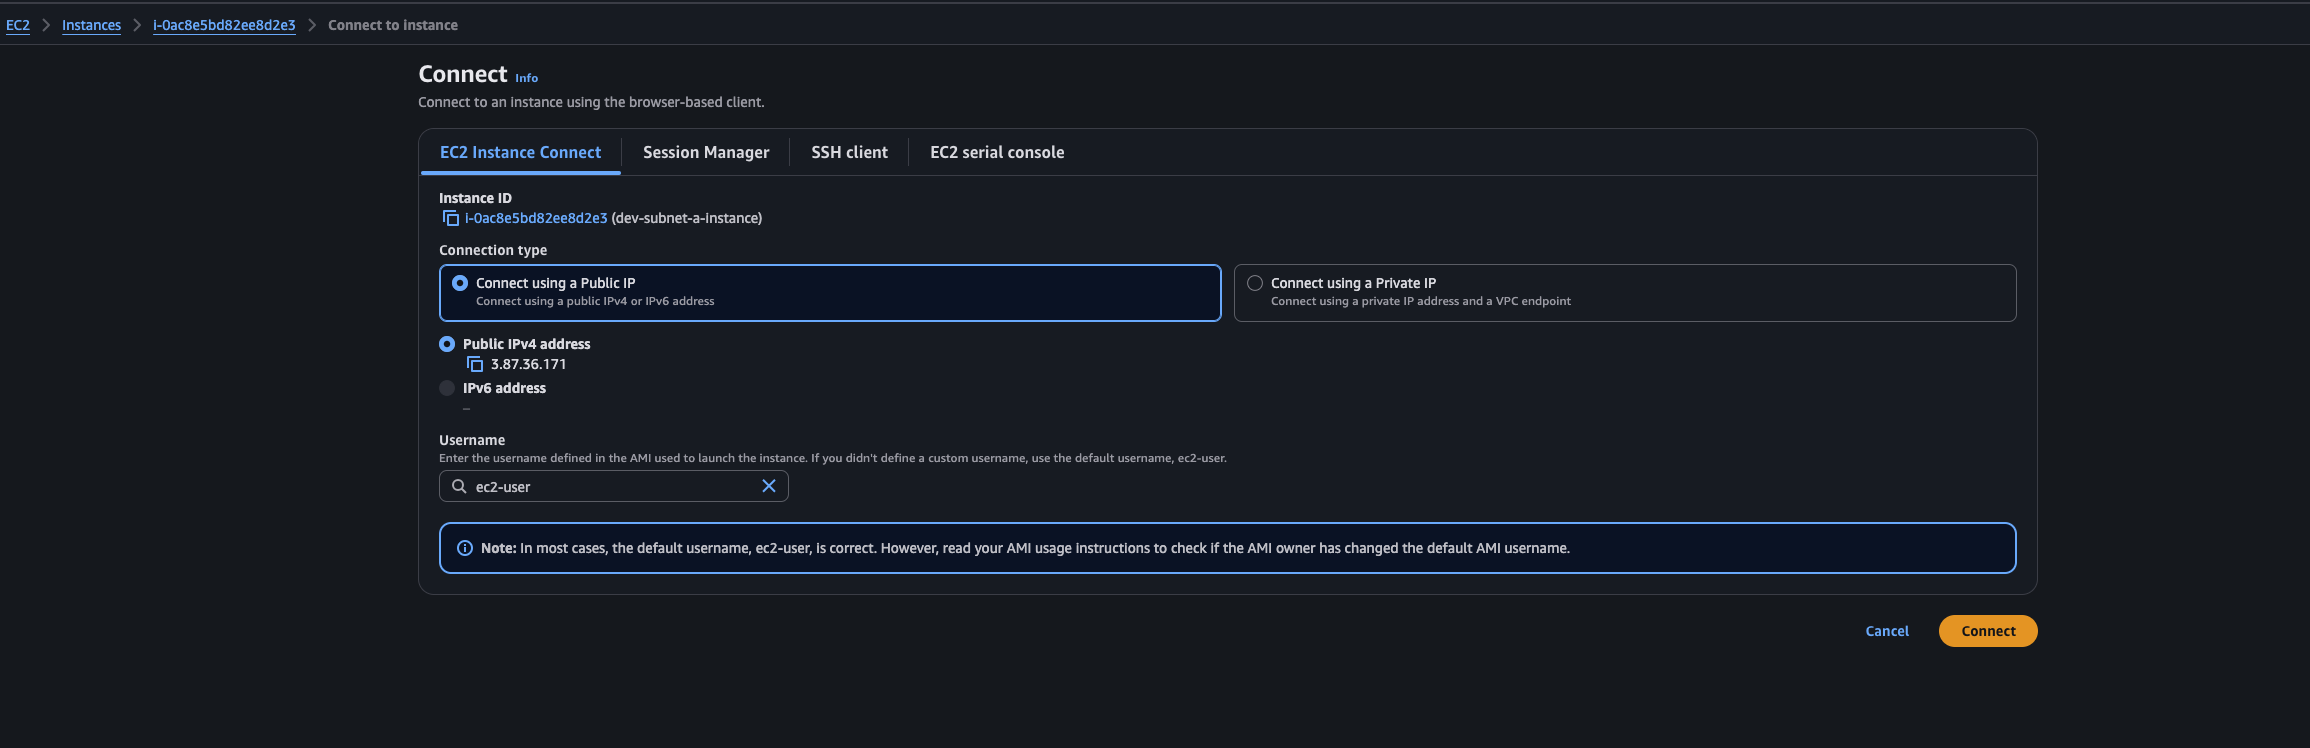 EC2 > Instances > i-0ac8e5bd82ee8d2e3 > Connect to instance
Connect Info
Connect to an instance using the browser-based client.
EC2 Instance Connect Session Manager SSH client EC2 serial console
Instance ID
i-0ac8e5bd82ee8d2e3 (dev-subnet-a-instance)
Connection type
Connect using a Public IP
Connect using a public IPv4 or IPv6 address
Connect using a Private IP
Connect using a private IP address and a VPC endpoint
Public IPv4 address
3.87.36.171
IPv6 address
–
Username
Enter the username defined in the AMI used to launch the instance. If you didn't define a custom username, use the default username, ec2-user.
ec2-user
Note: In most cases, the default username, ec2-user, is correct. However, read your AMI usage instructions to check if the AMI owner has changed the default AMI username.
Cancel Connect